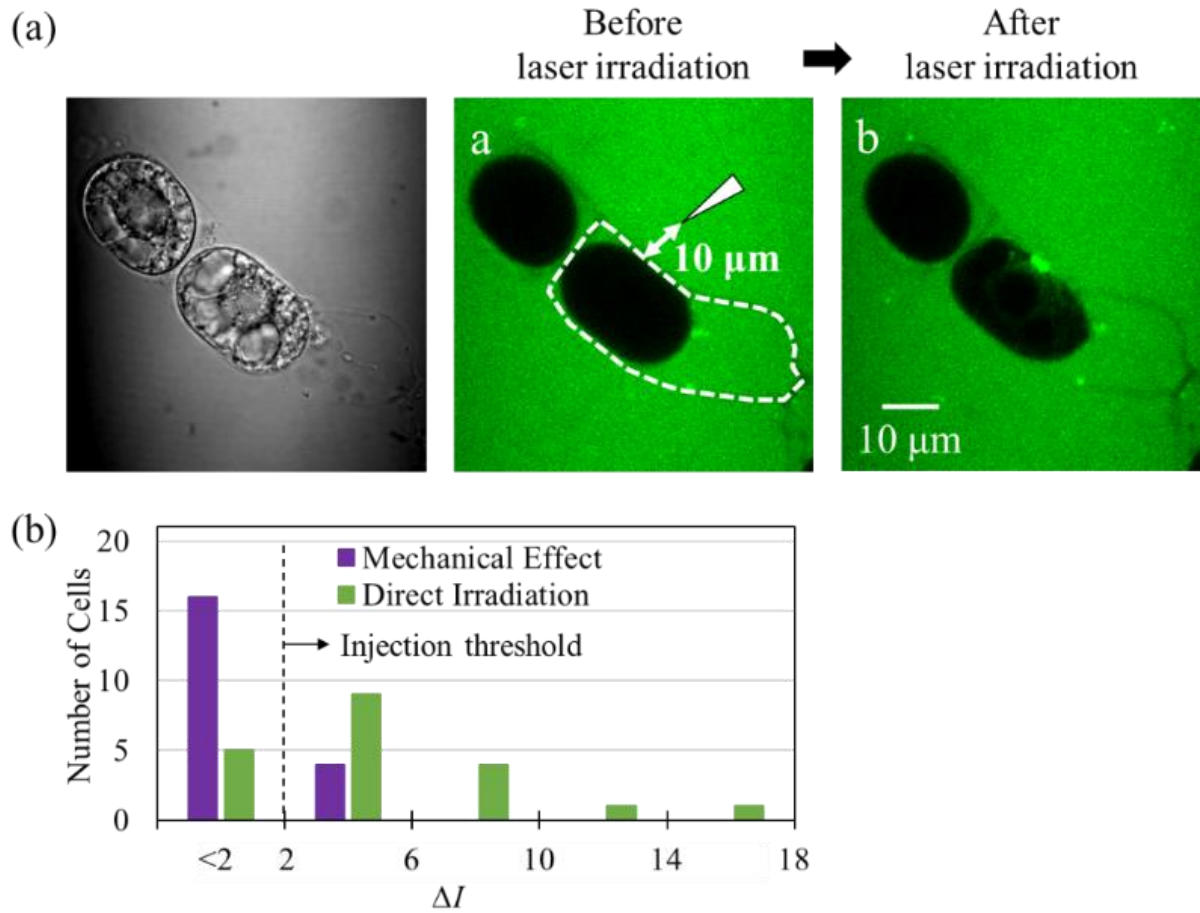 (a)
Before
laser irradiation
After
laser irradiation
a
10 μm
b
10 μm
(b)
20
15
10
5
0
Number of Cells
Mechanical Effect
Direct Irradiation
Injection threshold
<2 2 6 10 14 18
ΔI